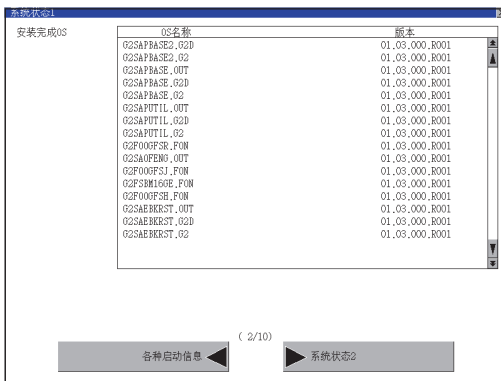 系统状态1
安装完成OS
OS名称 版本
G2SAPBASE2.G2D 01.03.000.R001
G2SAPBASE2.G2 01.03.000.R001
G2SAPBASE.OUT 01.03.000.R001
G2SAPBASE.G2D 01.03.000.R001
G2SAPBASE.G2 01.03.000.R001
G2SAPUTIL.OUT 01.03.000.R001
G2SAPUTIL.G2D 01.03.000.R001
G2SAPUTIL.G2 01.03.000.R001
G2F00GFSR.FON 01.03.000.R001
G2SAOFENG.OUT 01.03.000.R001
G2F00GFSJ.FON 01.03.000.R001
G2FSBM16GE.FON 01.03.000.R001
G2F00GFSH.FON 01.03.000.R001
G2SAEBKRST.OUT 01.03.000.R001
G2SAEBKRST.G2D 01.03.000.R001
G2SAEBKRST.G2 01.03.000.R001
( 2/10)
各种启动信息 系统状态2